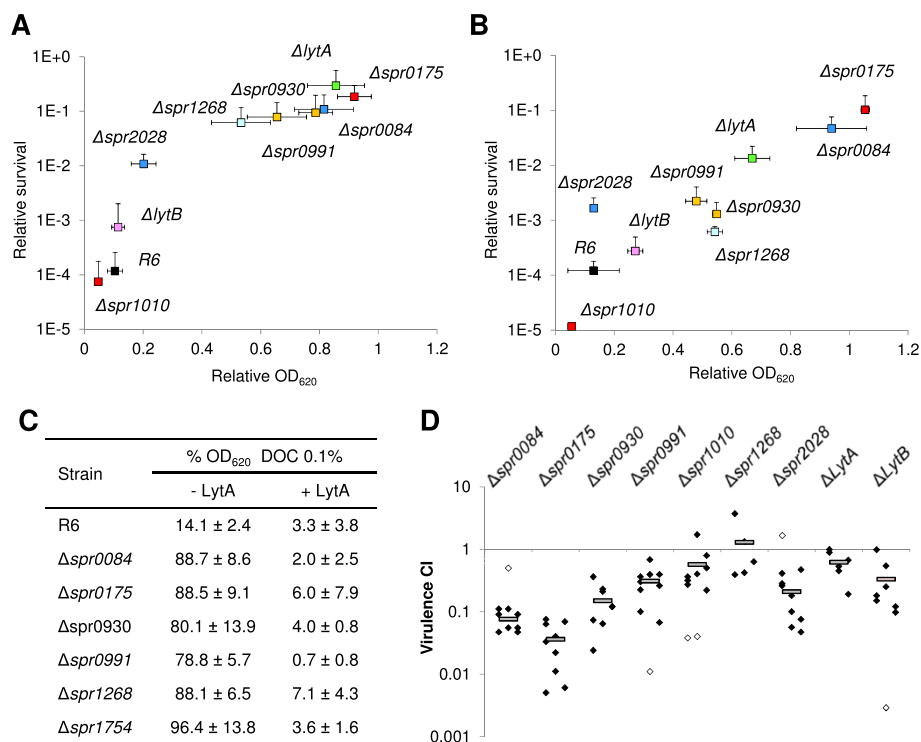 A
1E+0
1E-1
1E-2
1E-3
1E-4
1E-5
Relative survival
0 0.2 0.4 0.6 0.8 1 1.2
Relative OD620
ΔlytA
Δspr0175
Δspr0930
Δspr1268
Δspr0084
Δspr0991
Δspr2028
ΔlytB
R6
Δspr1010
B
1E+0
1E-1
1E-2
1E-3
1E-4
1E-5
Relative survival
0 0.2 0.4 0.6 0.8 1 1.2
Relative OD620
Δspr0175
ΔlytA
Δspr0084
Δspr0991
Δspr2028
Δspr0930
ΔlytB
Δspr1268
R6
Δspr1010
C
Strain
% OD620 DOC 0.1%
- LytA + LytA
R6 14.1 ± 2.4 3.3 ± 3.8
Δspr0084 88.7 ± 8.6 2.0 ± 2.5
Δspr0175 88.5 ± 9.1 6.0 ± 7.9
Δspr0930 80.1 ± 13.9 4.0 ± 0.8
Δspr0991 78.8 ± 5.7 0.7 ± 0.8
Δspr1268 88.1 ± 6.5 7.1 ± 4.3
Δspr1754 96.4 ± 13.8 3.6 ± 1.6
D
Δspr0084 Δspr0175 Δspr0930 Δspr0991 Δspr1010 Δspr1268 Δspr2028 ΔLytA ΔLytB
10
1
0.1
0.01
0.001
Virulence CI